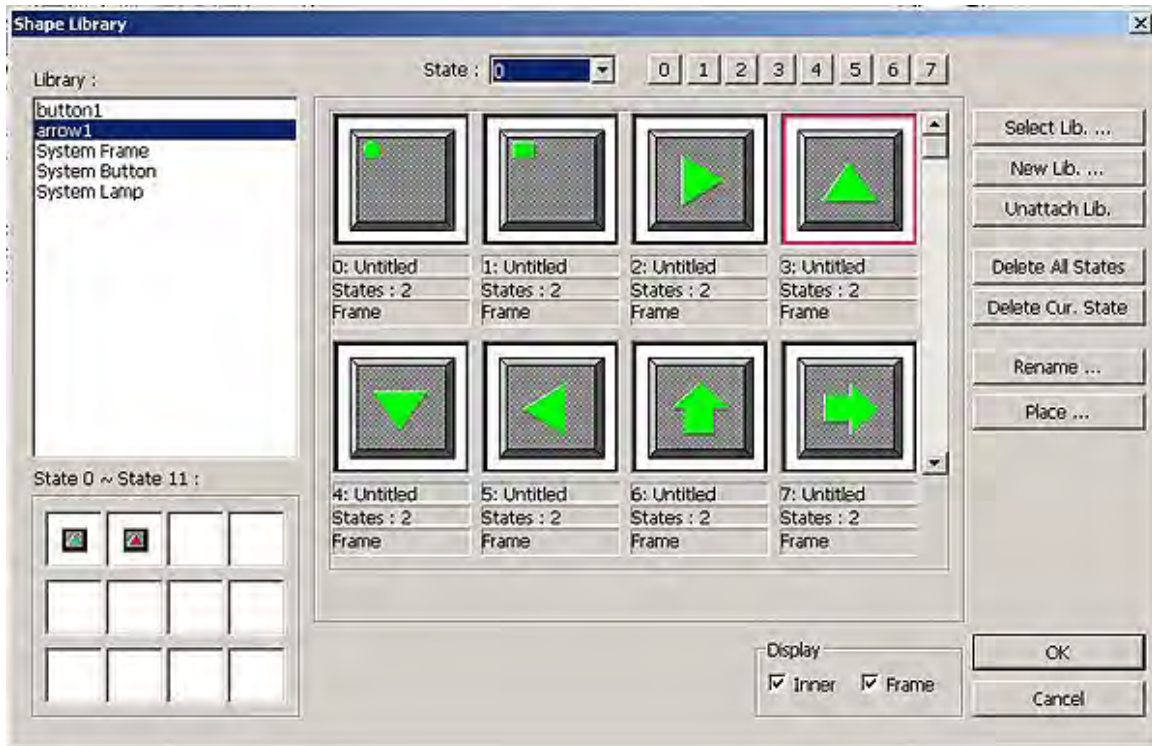 Shape Library
Library :
State : 0
0 1 2 3 4 5 6 7
button1
arrow1
System Frame
System Button
System Lamp
0: Untitled
States : 2
Frame
1: Untitled
States : 2
Frame
2: Untitled
States : 2
Frame
3: Untitled
States : 2
Frame
4: Untitled
States : 2
Frame
5: Untitled
States : 2
Frame
6: Untitled
States : 2
Frame
7: Untitled
States : 2
Frame
Select Lib. ...
New Lib. ...
Unattach Lib.
Delete All States
Delete Cur. State
Rename ...
Place ...
State 0 ~ State 11 :
Display
Inner
Frame
OK
Cancel